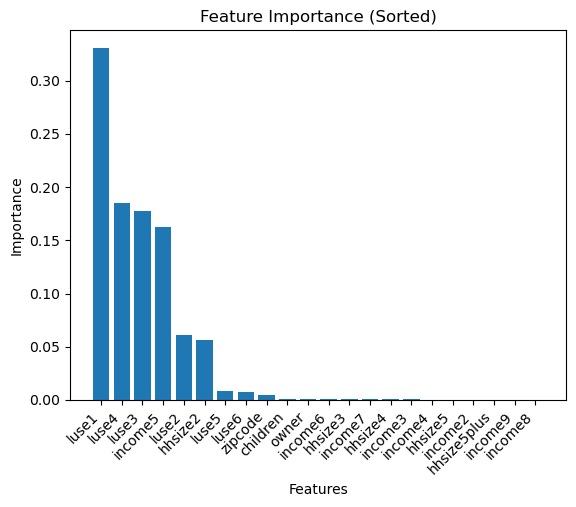 Feature Importance (Sorted)
Importance
0.30
0.25
0.20
0.15
0.10
0.05
0.00
luse1
luse4
luse3
income5
luse2
hhsize2
luse5
luse6
zipcode
children
owner
income6
hhsize3
income7
hhsize4
income3
income4
hhsize5
income2
hhsize5plus
income9
income8
Features